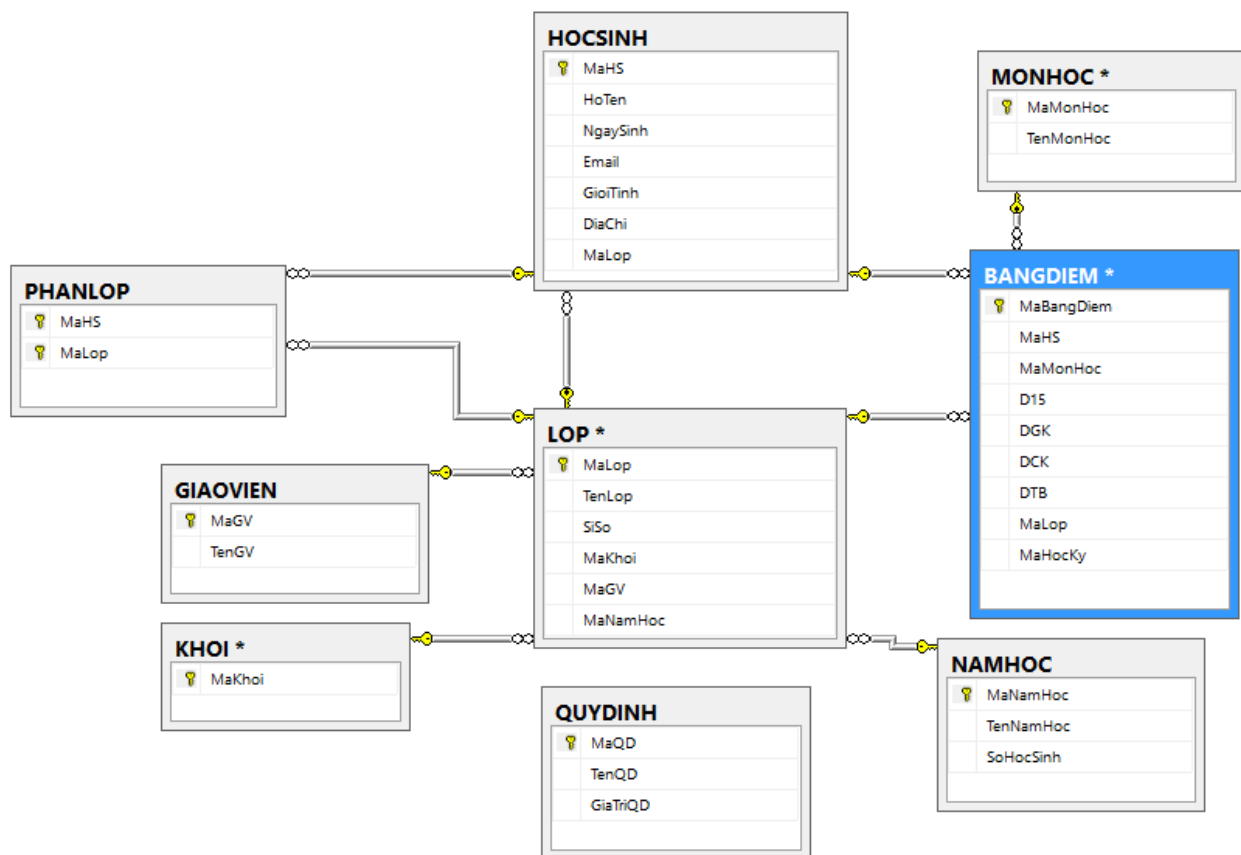 HOCSINH
MaHS
HoTen
NgaySinh
Email
GioiTinh
DiaChi
MaLop
MONHOC *
MaMonHoc
TenMonHoc
PHANLOP
MaHS
MaLop
BANGDIEM *
MaBangDiem
MaHS
MaMonHoc
D15
DGK
DCK
DTB
MaLop
MaHocKy
LOP *
MaLop
TenLop
SiSo
MaKhoi
MaGV
MaNamHoc
GIAOVIEN
MaGV
TenGV
KHOI *
MaKhoi
NAMHOC
MaNamHoc
TenNamHoc
SoHocSinh
QUYDINH
MaQD
TenQD
GiaTriQD